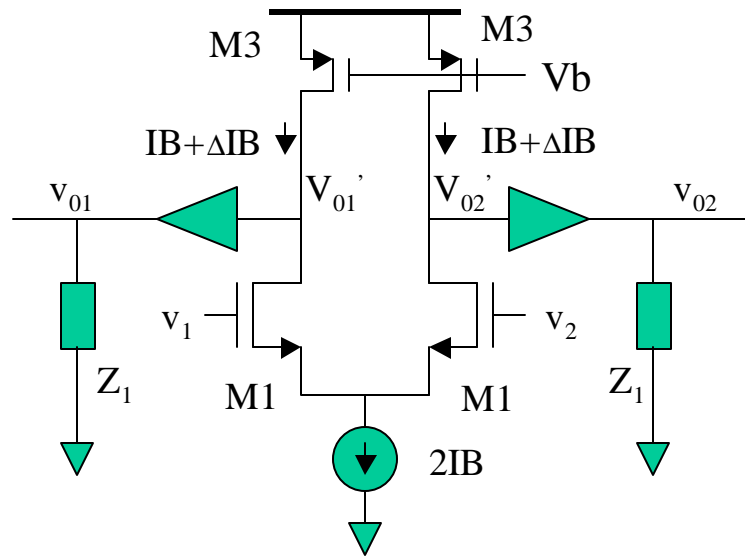 M3
M3
Vb
IB+ΔIB
IB+ΔIB
v₀₁
V₀₁’
V₀₂’
v₀₂
v₁
v₂
Z₁
M1
M1
Z₁
2IB